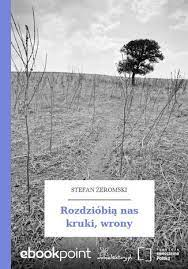 STEFAN ŻEROMSKI
Rozdzióbią nas
kruki, wrony
ebookpoint